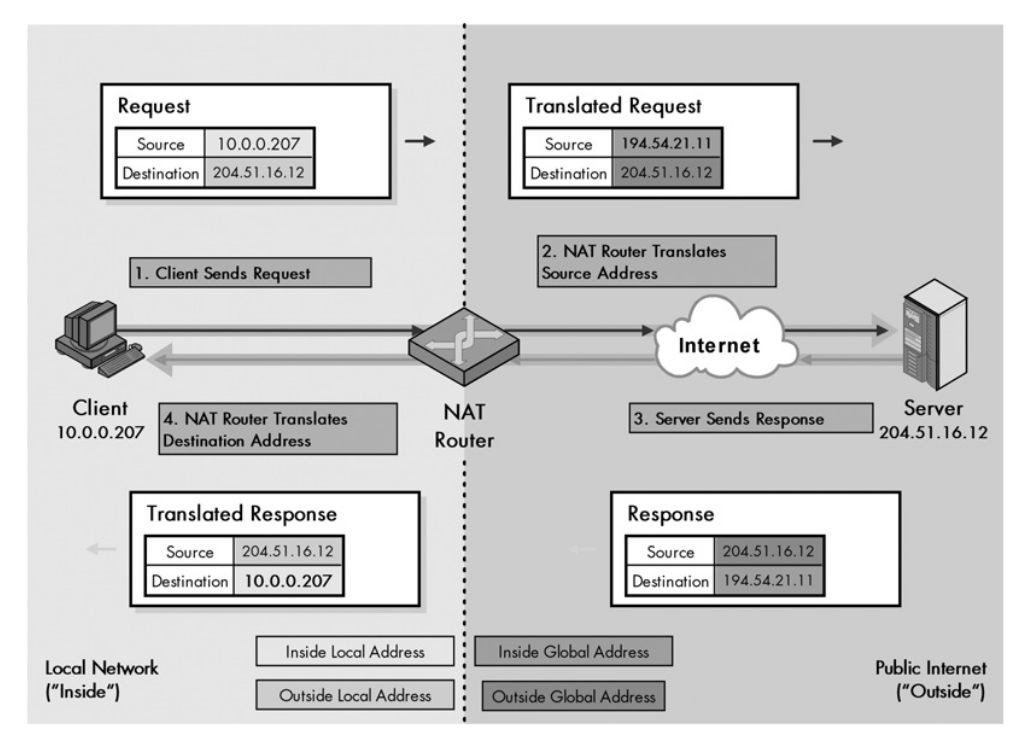 Request
Source 10.0.0.207
Destination 204.51.16.12
Translated Request
Source 194.54.21.11
Destination 204.51.16.12
1. Client Sends Request
2. NAT Router Translates
Source Address
Internet
Client
10.0.0.207
4. NAT Router Translates
Destination Address
NAT
Router
3. Server Sends Response
Server
204.51.16.12
Translated Response
Source 204.51.16.12
Destination 10.0.0.207
Response
Source 204.51.16.12
Destination 194.54.21.11
Local Network
("Inside")
Inside Local Address
Outside Local Address
Inside Global Address
Outside Global Address
Public Internet
("Outside")